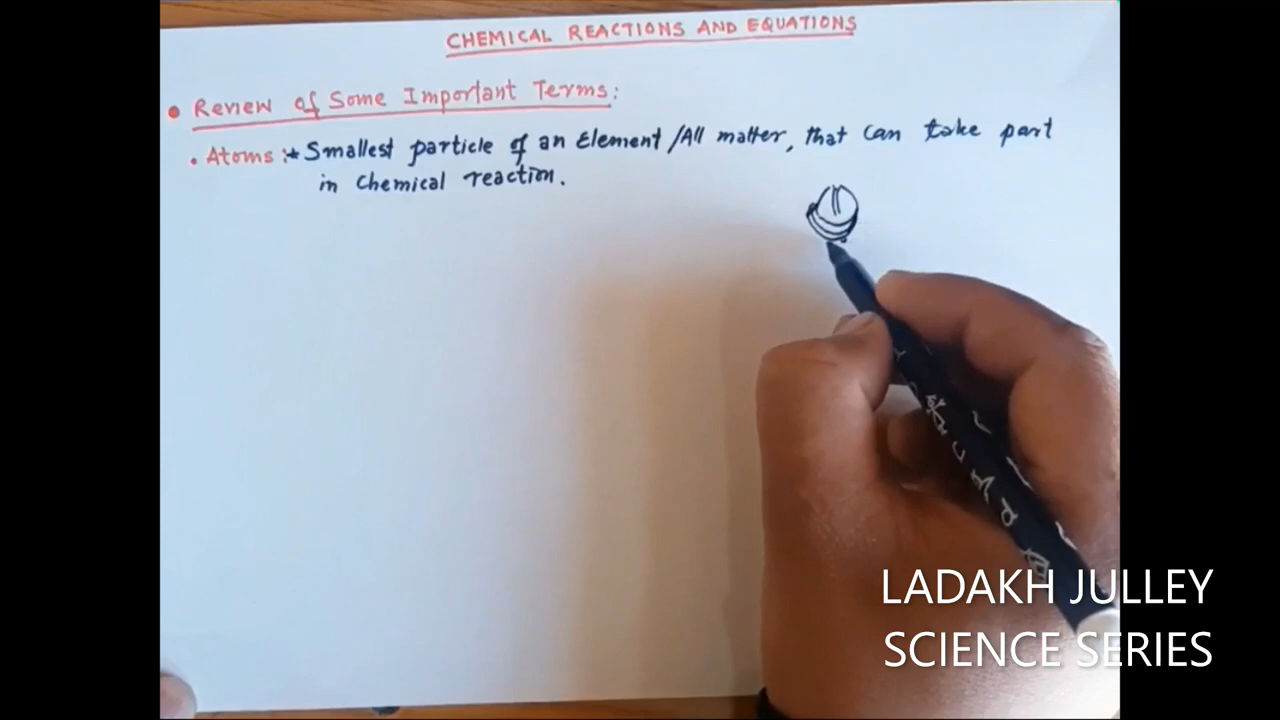 CHEMICAL REACTIONS AND EQUATIONS
• Review of Some Important Terms:
• Atoms :* Smallest particle of an Element /All matter, that can take part
in chemical reaction.
LADAKH JULLEY
SCIENCE SERIES